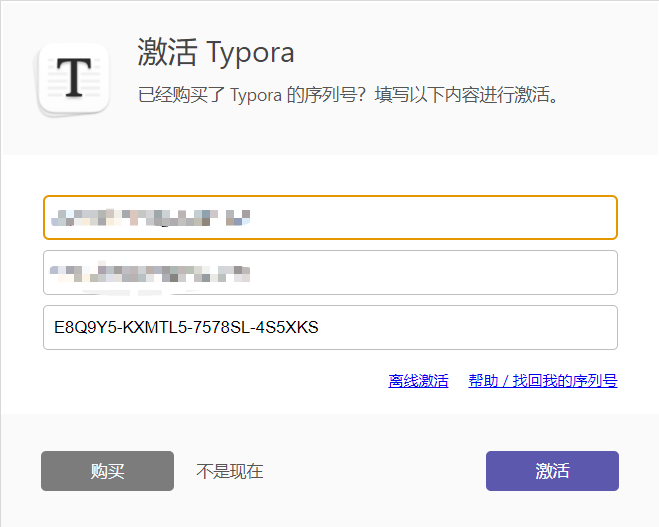 激活 Typora
已经购买了 Typora 的序列号？填写以下内容进行激活。
T
E8Q9Y5-KXMTL5-7578SL-4S5XKS
离线激活 帮助 / 找回我的序列号
购买 不是现在 激活